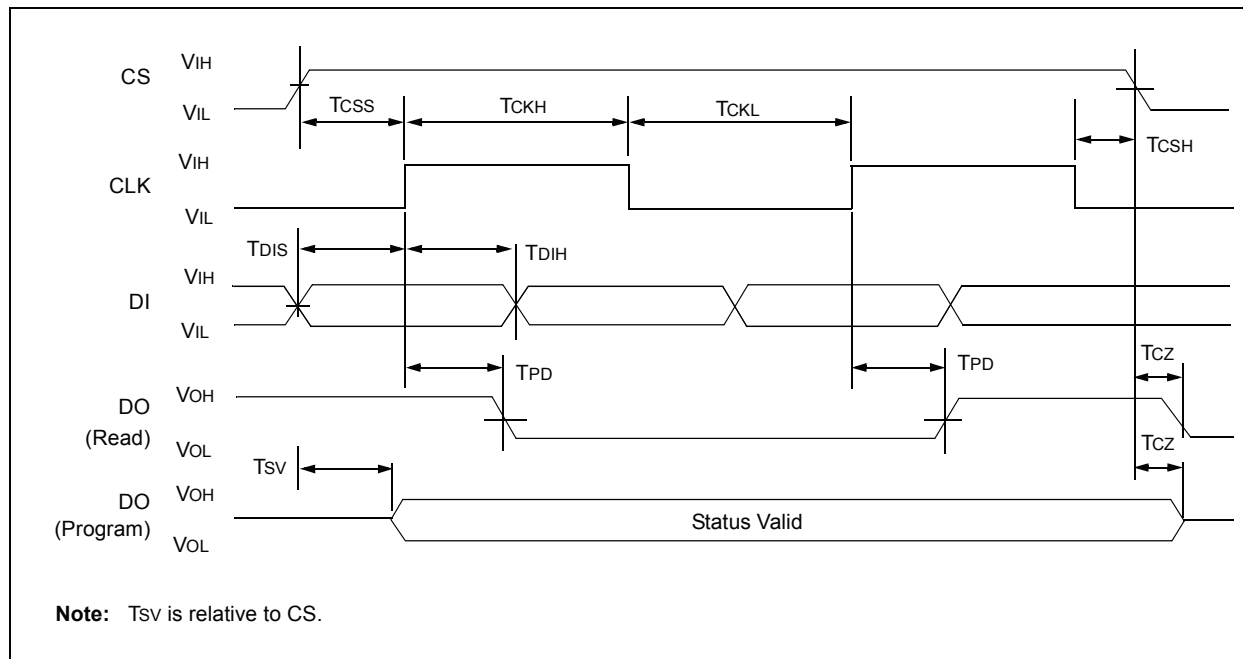 CS
VIH
VIL
TCSS
TCKH
TCKL
TCSH
CLK
VIH
VIL
TDIS
TDIH
DI
VIH
VIL
TPD
TPD
TCZ
DO
(Read)
VOH
VOL
TCZ
TSV
DO
(Program)
VOH
VOL
Status Valid
Note: TSV is relative to CS.